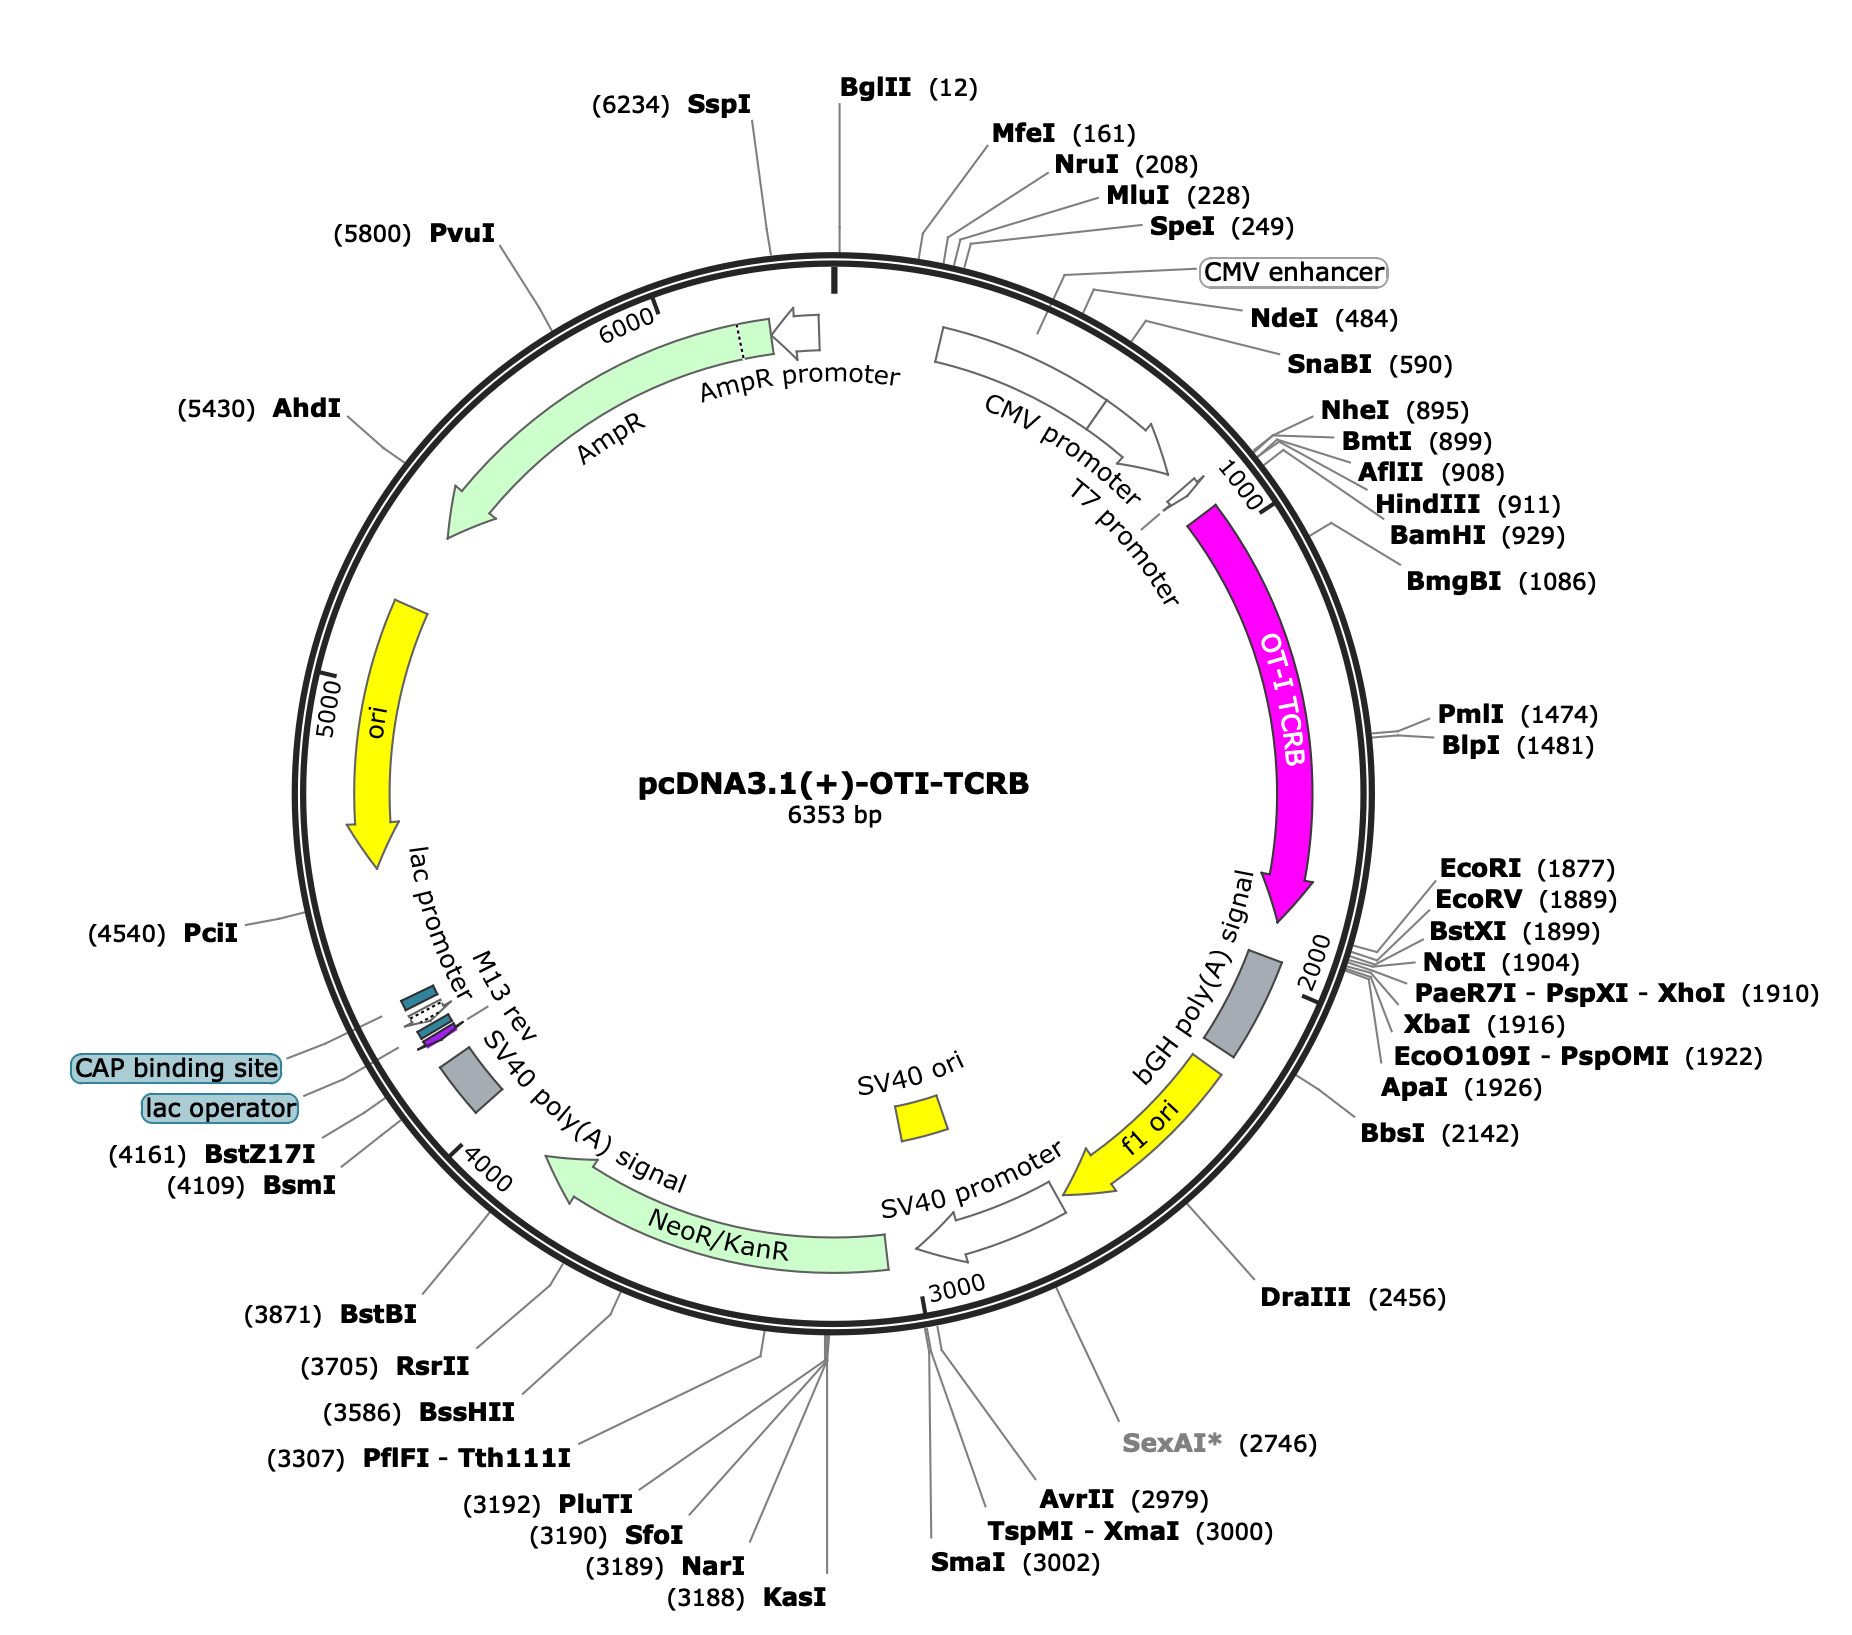 BglII (12)
(6234) SspI
MfeI (161)
NruI (208)
MluI (228)
SpeI (249)
(5800) PvuI
CMV enhancer
NdeI (484)
SnaBI (590)
(5430) AhdI
NheI (895)
BmtI (899)
AflII (908)
HindIII (911)
BamHI (929)
BmgBI (1086)
6000
AmpR promoter
AmpR
CMV promoter
T7 promoter
1000
OT-I TCRB
PmlI (1474)
BlpI (1481)
5000
ori
pcDNA3.1(+)-OTI-TCRB
6353 bp
EcoRI (1877)
EcoRV (1889)
BstXI (1899)
NotI (1904)
PaeR7I - PspXI - XhoI (1910)
XbaI (1916)
EcoO109I - PspOMI (1922)
ApaI (1926)
BbsI (2142)
2000
bGH poly(A) signal
f1 ori
(4540) PciI
lac promoter
M13 rev
SV40 poly(A) signal
CAP binding site
lac operator
(4161) BstZ17I
(4109) BsmI
4000
SV40 ori
SV40 promoter
NeoR/KanR
3000
DraIII (2456)
(3871) BstBI
(3705) RsrII
(3586) BssHII
(3307) PflFI - Tth111I
(3192) PluTI
(3190) SfoI
(3189) NarI
(3188) KasI
SexAI* (2746)
AvrII (2979)
TspMI - XmaI (3000)
SmaI (3002)